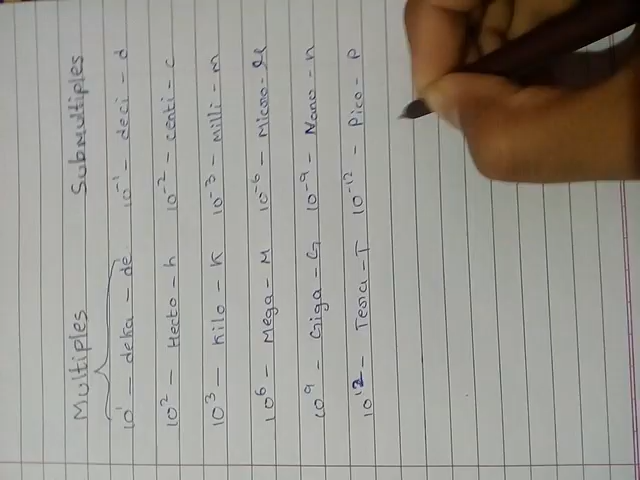 Multiples Submultiples
10¹ — deka - de 10⁻¹ - deci - d
10² — Hecto - h 10⁻² - centi - c
10³ — Kilo - K 10⁻³ - Milli - m
10⁶ — Mega - M 10⁻⁶ - Micro - μ
10⁹ - Giga - G 10⁻⁹ - Nano - n
10¹² - Tera - T 10⁻¹² - Pico - P